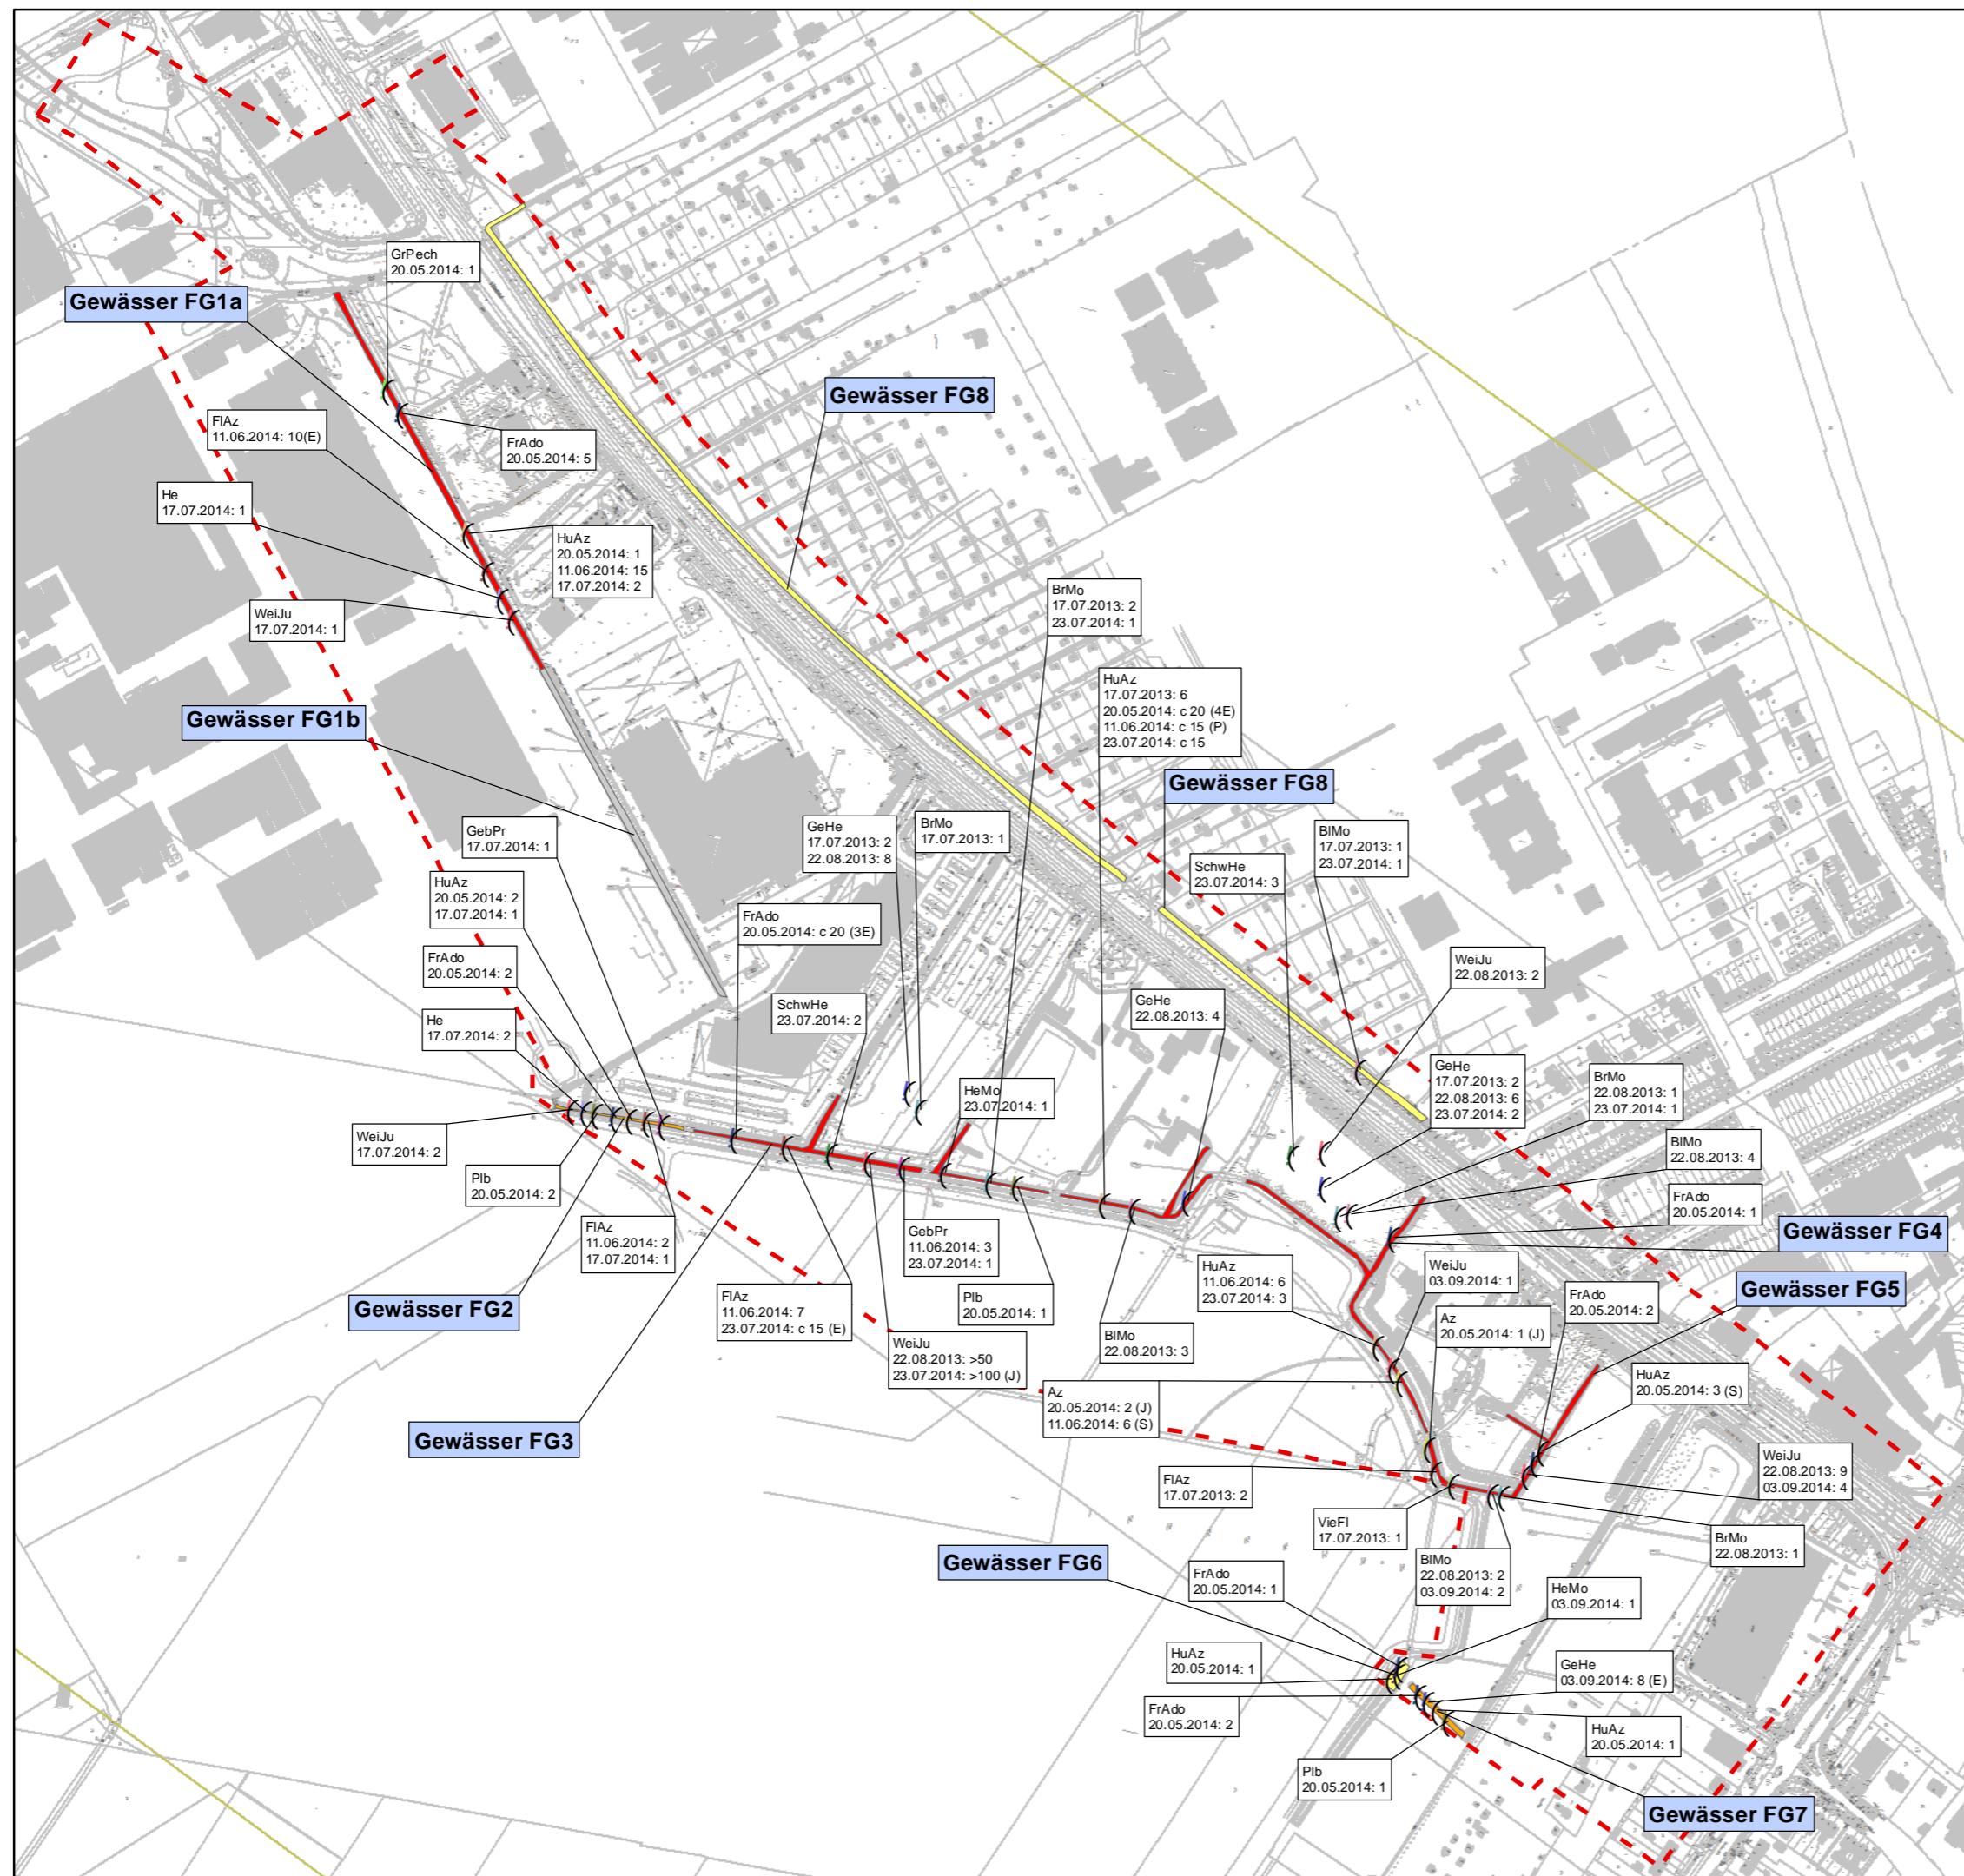 GrPech
20.05.2014: 1
Gewässer FG1a
Gewässer FG8
FlAz
11.06.2014: 10(E)
FrAdo
20.05.2014: 5
He
17.07.2014: 1
HuAz
20.05.2014: 1
11.06.2014: 15
17.07.2014: 2
WeiJu
17.07.2014: 1
BrMo
17.07.2013: 2
23.07.2014: 1
HuAz
17.07.2013: 6
20.05.2014: c 20 (4E)
11.06.2014: c 15 (P)
23.07.2014: c 15
Gewässer FG1b
Gewässer FG8
GebPr
17.07.2014: 1
GeHe
17.07.2013: 2
22.08.2013: 8
BrMo
17.07.2013: 1
BlMo
17.07.2013: 1
23.07.2014: 1
SchwHe
23.07.2014: 3
HuAz
20.05.2014: 2
17.07.2014: 1
FrAdo
20.05.2014: c 20 (3E)
WeiJu
22.08.2013: 2
FrAdo
20.05.2014: 2
SchwHe
23.07.2014: 2
GeHe
22.08.2013: 4
He
17.07.2014: 2
GeHe
17.07.2013: 2
22.08.2013: 6
23.07.2014: 2
BrMo
22.08.2013: 1
23.07.2014: 1
HeMo
23.07.2014: 1
WeiJu
17.07.2014: 2
BlMo
22.08.2013: 4
Plb
20.05.2014: 2
FrAdo
20.05.2014: 1
FlAz
11.06.2014: 2
17.07.2014: 1
GebPr
11.06.2014: 3
23.07.2014: 1
Gewässer FG4
HuAz
11.06.2014: 6
23.07.2014: 3
WeiJu
03.09.2014: 1
Gewässer FG5
Gewässer FG2
FlAz
11.06.2014: 7
23.07.2014: c 15 (E)
Plb
20.05.2014: 1
FrAdo
20.05.2014: 2
Az
20.05.2014: 1 (J)
WeiJu
22.08.2013: >50
23.07.2014: >100 (J)
BlMo
22.08.2013: 3
HuAz
20.05.2014: 3 (S)
Az
20.05.2014: 2 (J)
11.06.2014: 6 (S)
Gewässer FG3
WeiJu
22.08.2013: 9
03.09.2014: 4
FlAz
17.07.2013: 2
VieFl
17.07.2013: 1
BrMo
22.08.2013: 1
Gewässer FG6
BlMo
22.08.2013: 2
03.09.2014: 2
FrAdo
20.05.2014: 1
HeMo
03.09.2014: 1
HuAz
20.05.2014: 1
GeHe
03.09.2014: 8 (E)
FrAdo
20.05.2014: 2
HuAz
20.05.2014: 1
Plb
20.05.2014: 1
Gewässer FG7